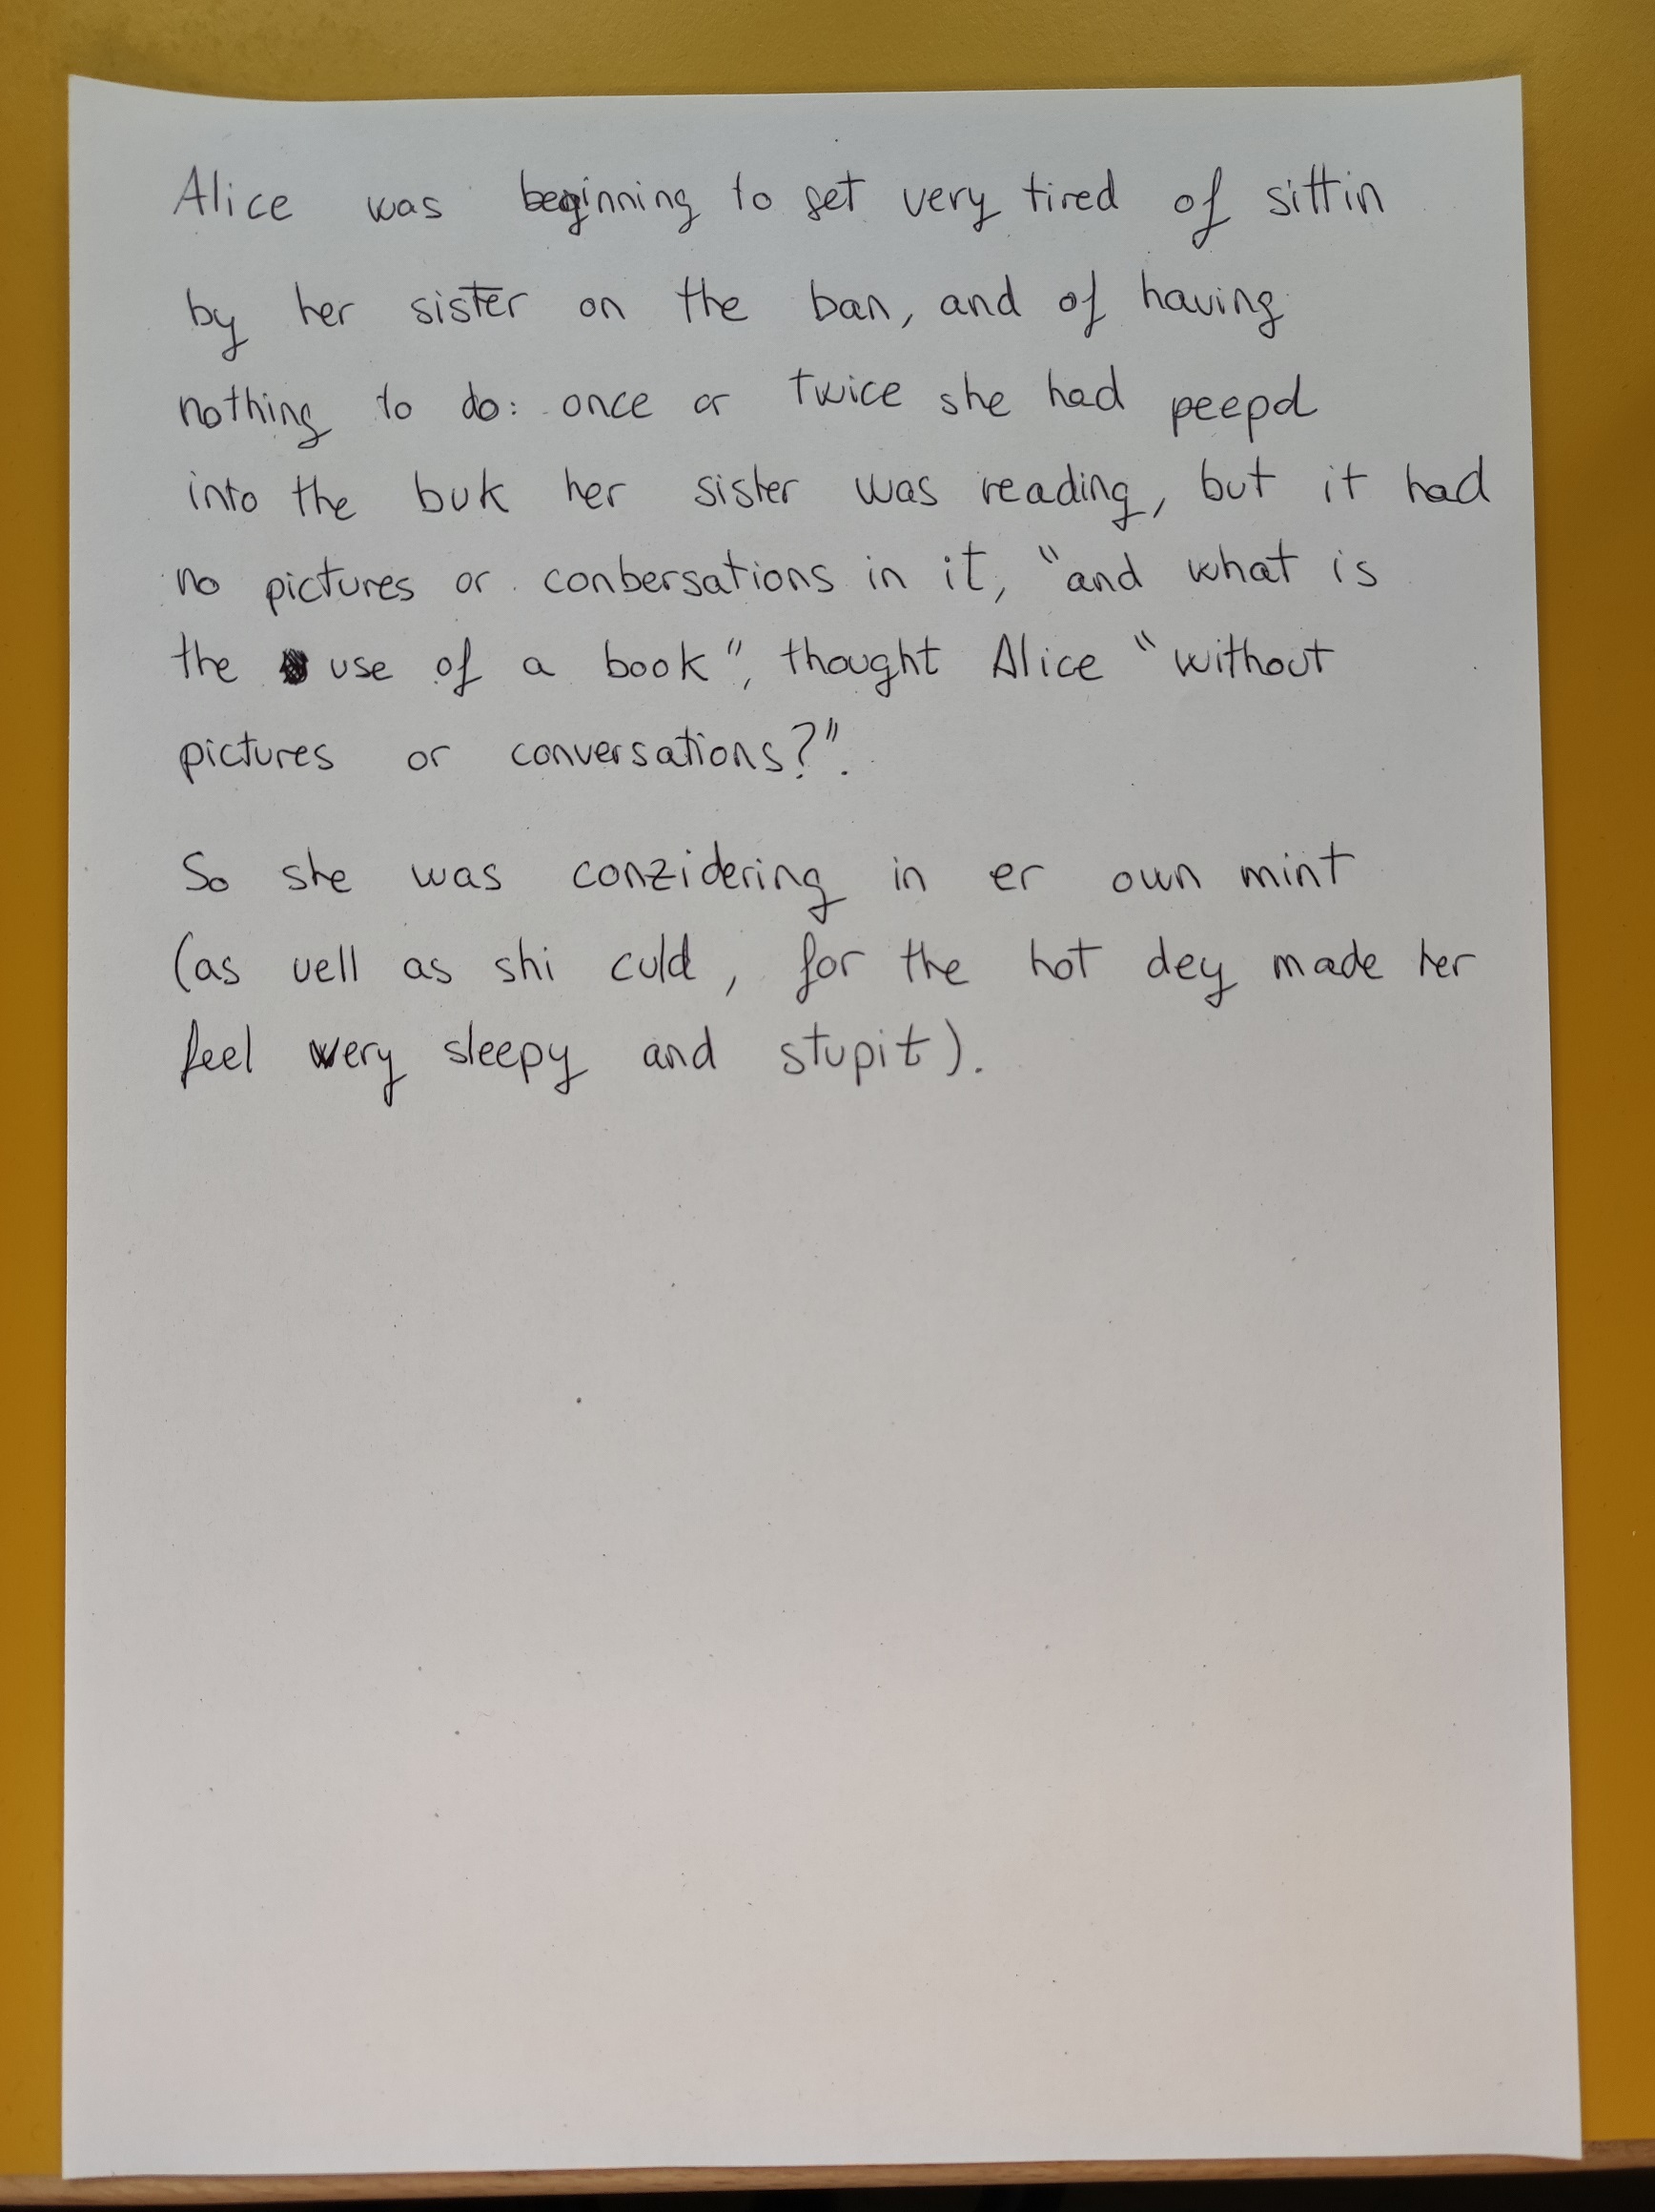 Alice was beginning to get very tired of sittin
by her sister on the ban, and of having
nothing to do: once or twice she had peepd
into the buk her sister was reading, but it had
no pictures or conbersations in it, "and what is
the use of a book", thought Alice "without
pictures or conversations?".
So she was conzidering in er own mint
(as vell as shi culd, for the hot dey made her
feel wery sleepy and stupit).